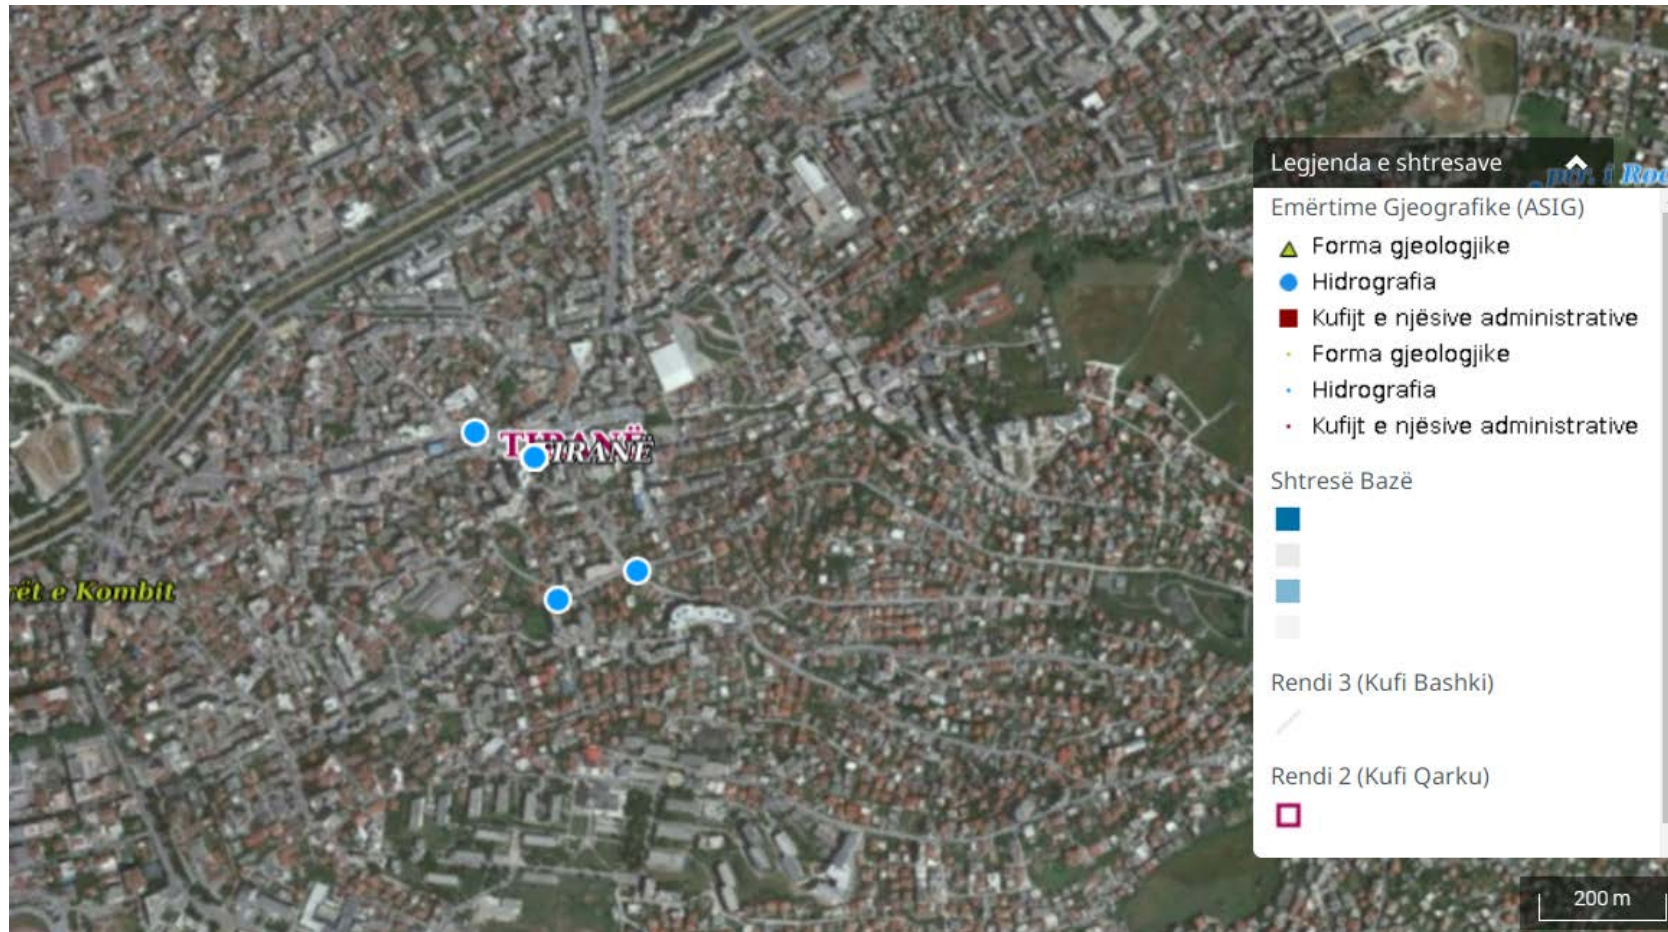 Legjenda e shtresave
Emërtime Gjeografike (ASIG)
Forma gjeologjike
Hidrografia
Kufijt e njësive administrative
Forma gjeologjike
Hidrografia
Kufijt e njësive administrative
TIRANË
TIRANË
Shtresë Bazë
ët e Kombit
Rendi 3 (Kufi Bashki)
Rendi 2 (Kufi Qarku)
200 m